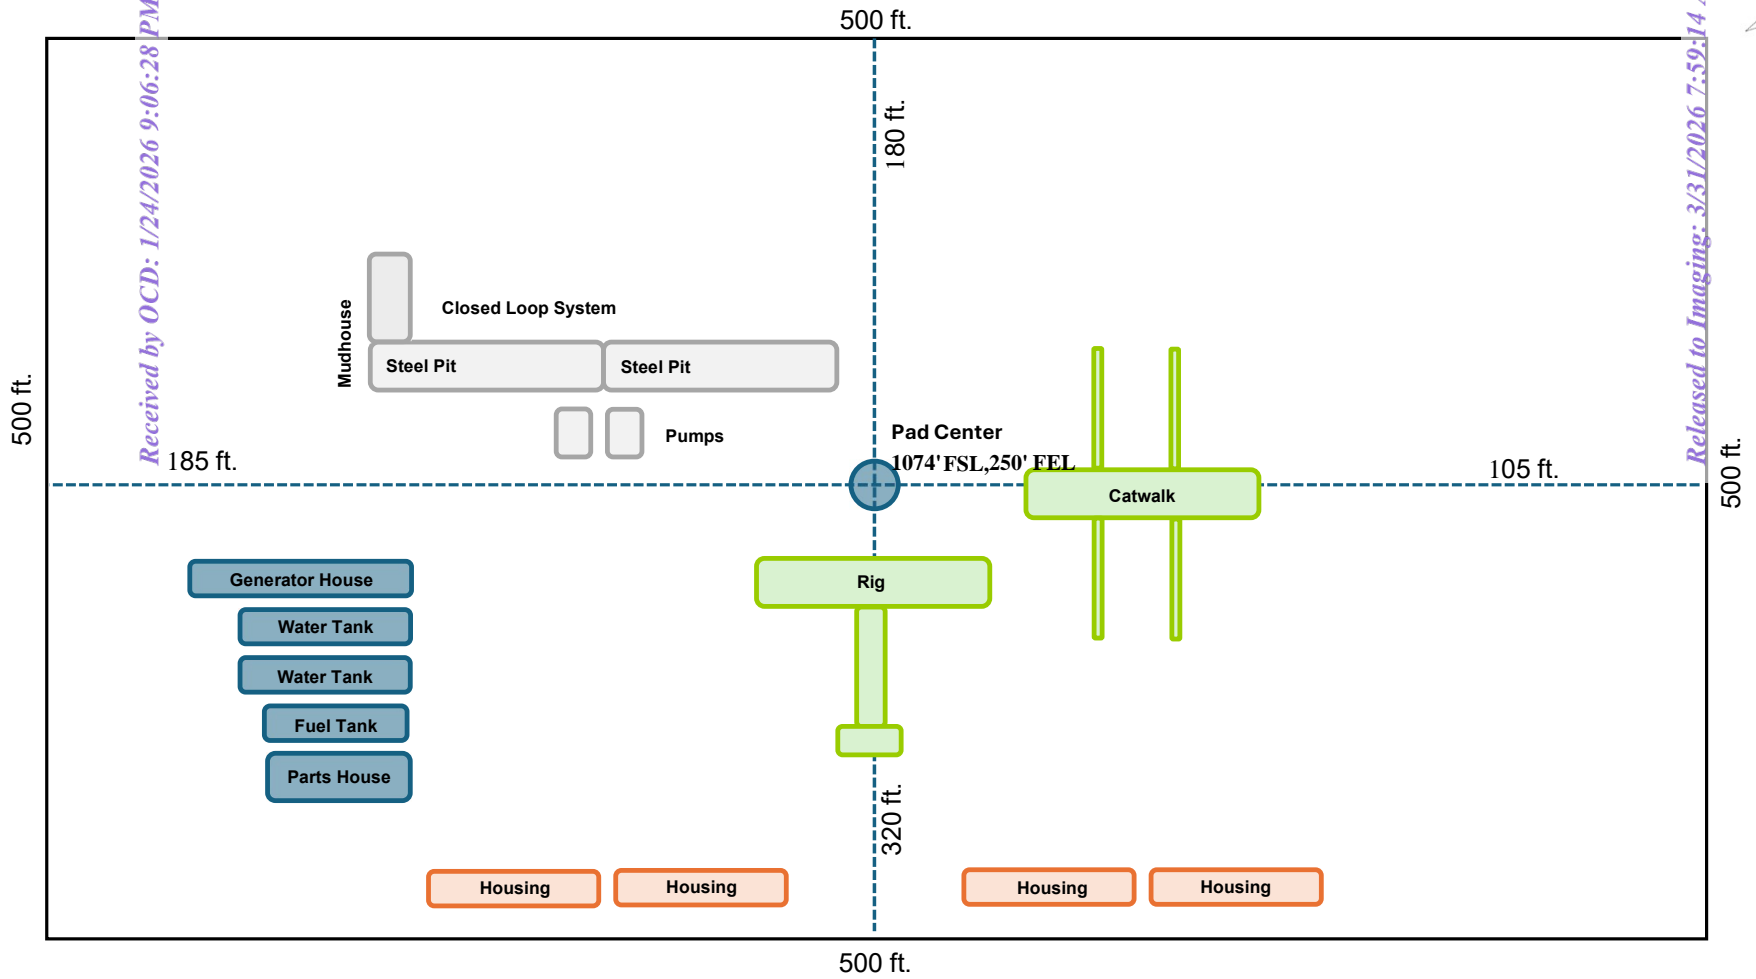 500 ft.
Received by OCD: 1/24/2026 9:06:28 PM
Released to Imaging: 3/31/2026 7:59:14
180 ft.
Mudhouse
Closed Loop System
Steel Pit
Steel Pit
Pumps
500 ft.
Pad Center
1074' FSL,250' FEL
185 ft.
105 ft.
500 ft.
Catwalk
Generator House
Rig
Water Tank
Water Tank
Fuel Tank
Parts House
320 ft.
Housing
Housing
Housing
Housing
500 ft.